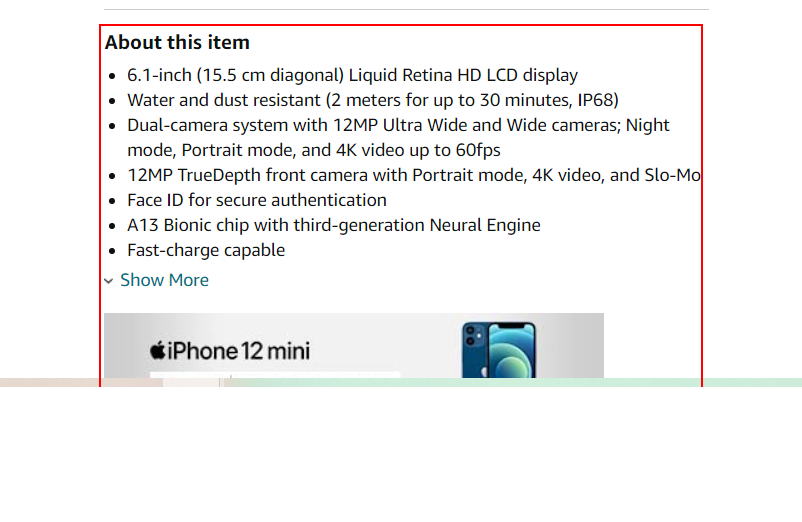 About this item
6.1-inch (15.5 cm diagonal) Liquid Retina HD LCD display
Water and dust resistant (2 meters for up to 30 minutes, IP68)
Dual-camera system with 12MP Ultra Wide and Wide cameras; Night
mode, Portrait mode, and 4K video up to 60fps
12MP TrueDepth front camera with Portrait mode, 4K video, and Slo-Mo
Face ID for secure authentication
A13 Bionic chip with third-generation Neural Engine
Fast-charge capable
Show More
iPhone 12 mini